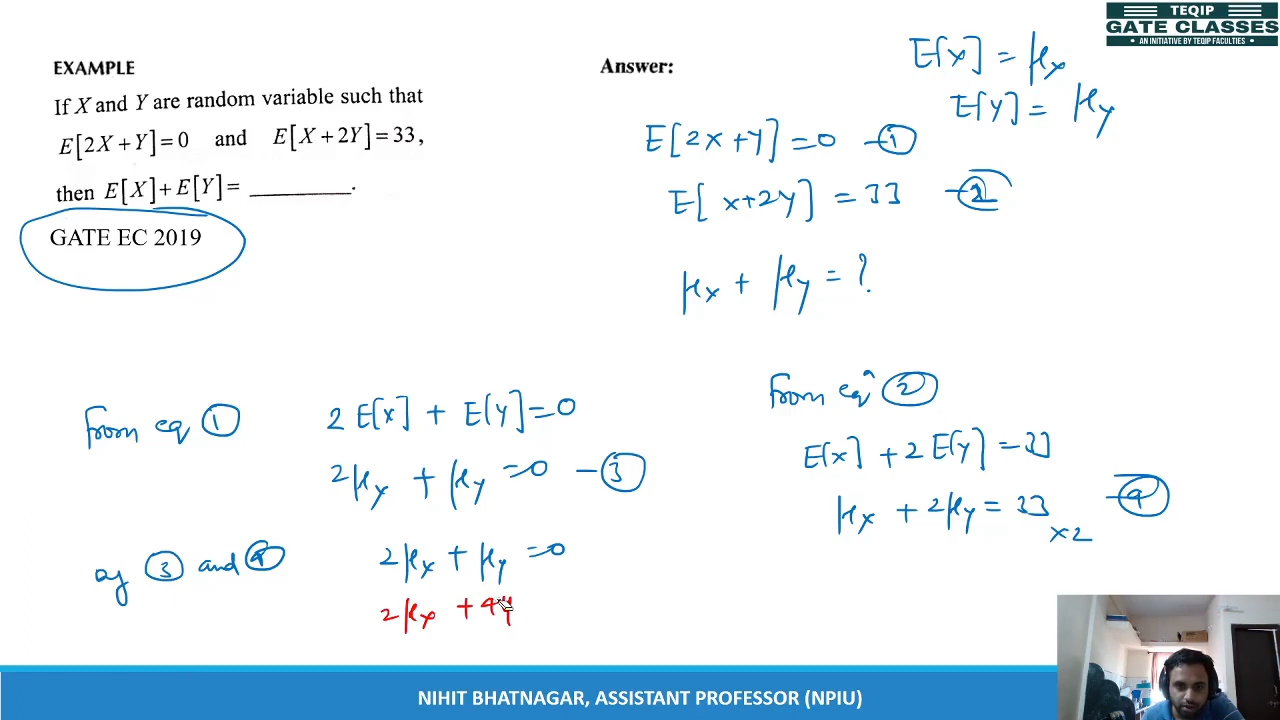 TEQIP
GATE CLASSES
AN INITIATIVE BY TEQIP FACULTIES
EXAMPLE
If X and Y are random variable such that
E[2X+Y]=0 and E[X+2Y]=33,
then E[X]+E[Y]= ________.
GATE EC 2019
Answer:
E[X] = μx
E[Y] = μy
E[2X+Y] =0 -①
E[X+2Y] = 33 -②
μx + μy = ?
From eq ①
2 E[X] + E[Y] =0
2μx + μy =0 -③
From eqⁿ ②
E[X] + 2 E[Y] =33
μx + 2μy = 33 -④
×2
eq ③ and ④
2μx + μy =0
2μx + 4
NIHIT BHATNAGAR, ASSISTANT PROFESSOR (NPIU)